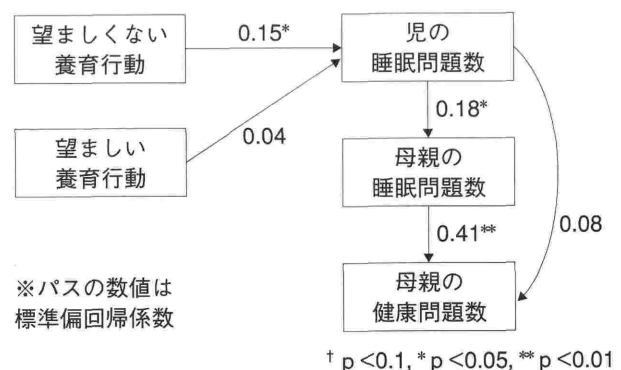 望ましくない
養育行動
0.15*
児の
睡眠問題数
0.18*
望ましい
養育行動
0.04
母親の
睡眠問題数
0.41**
0.08
母親の
健康問題数
※パスの数値は
標準偏回帰係数
† p <0.1, * p <0.05, ** p <0.01